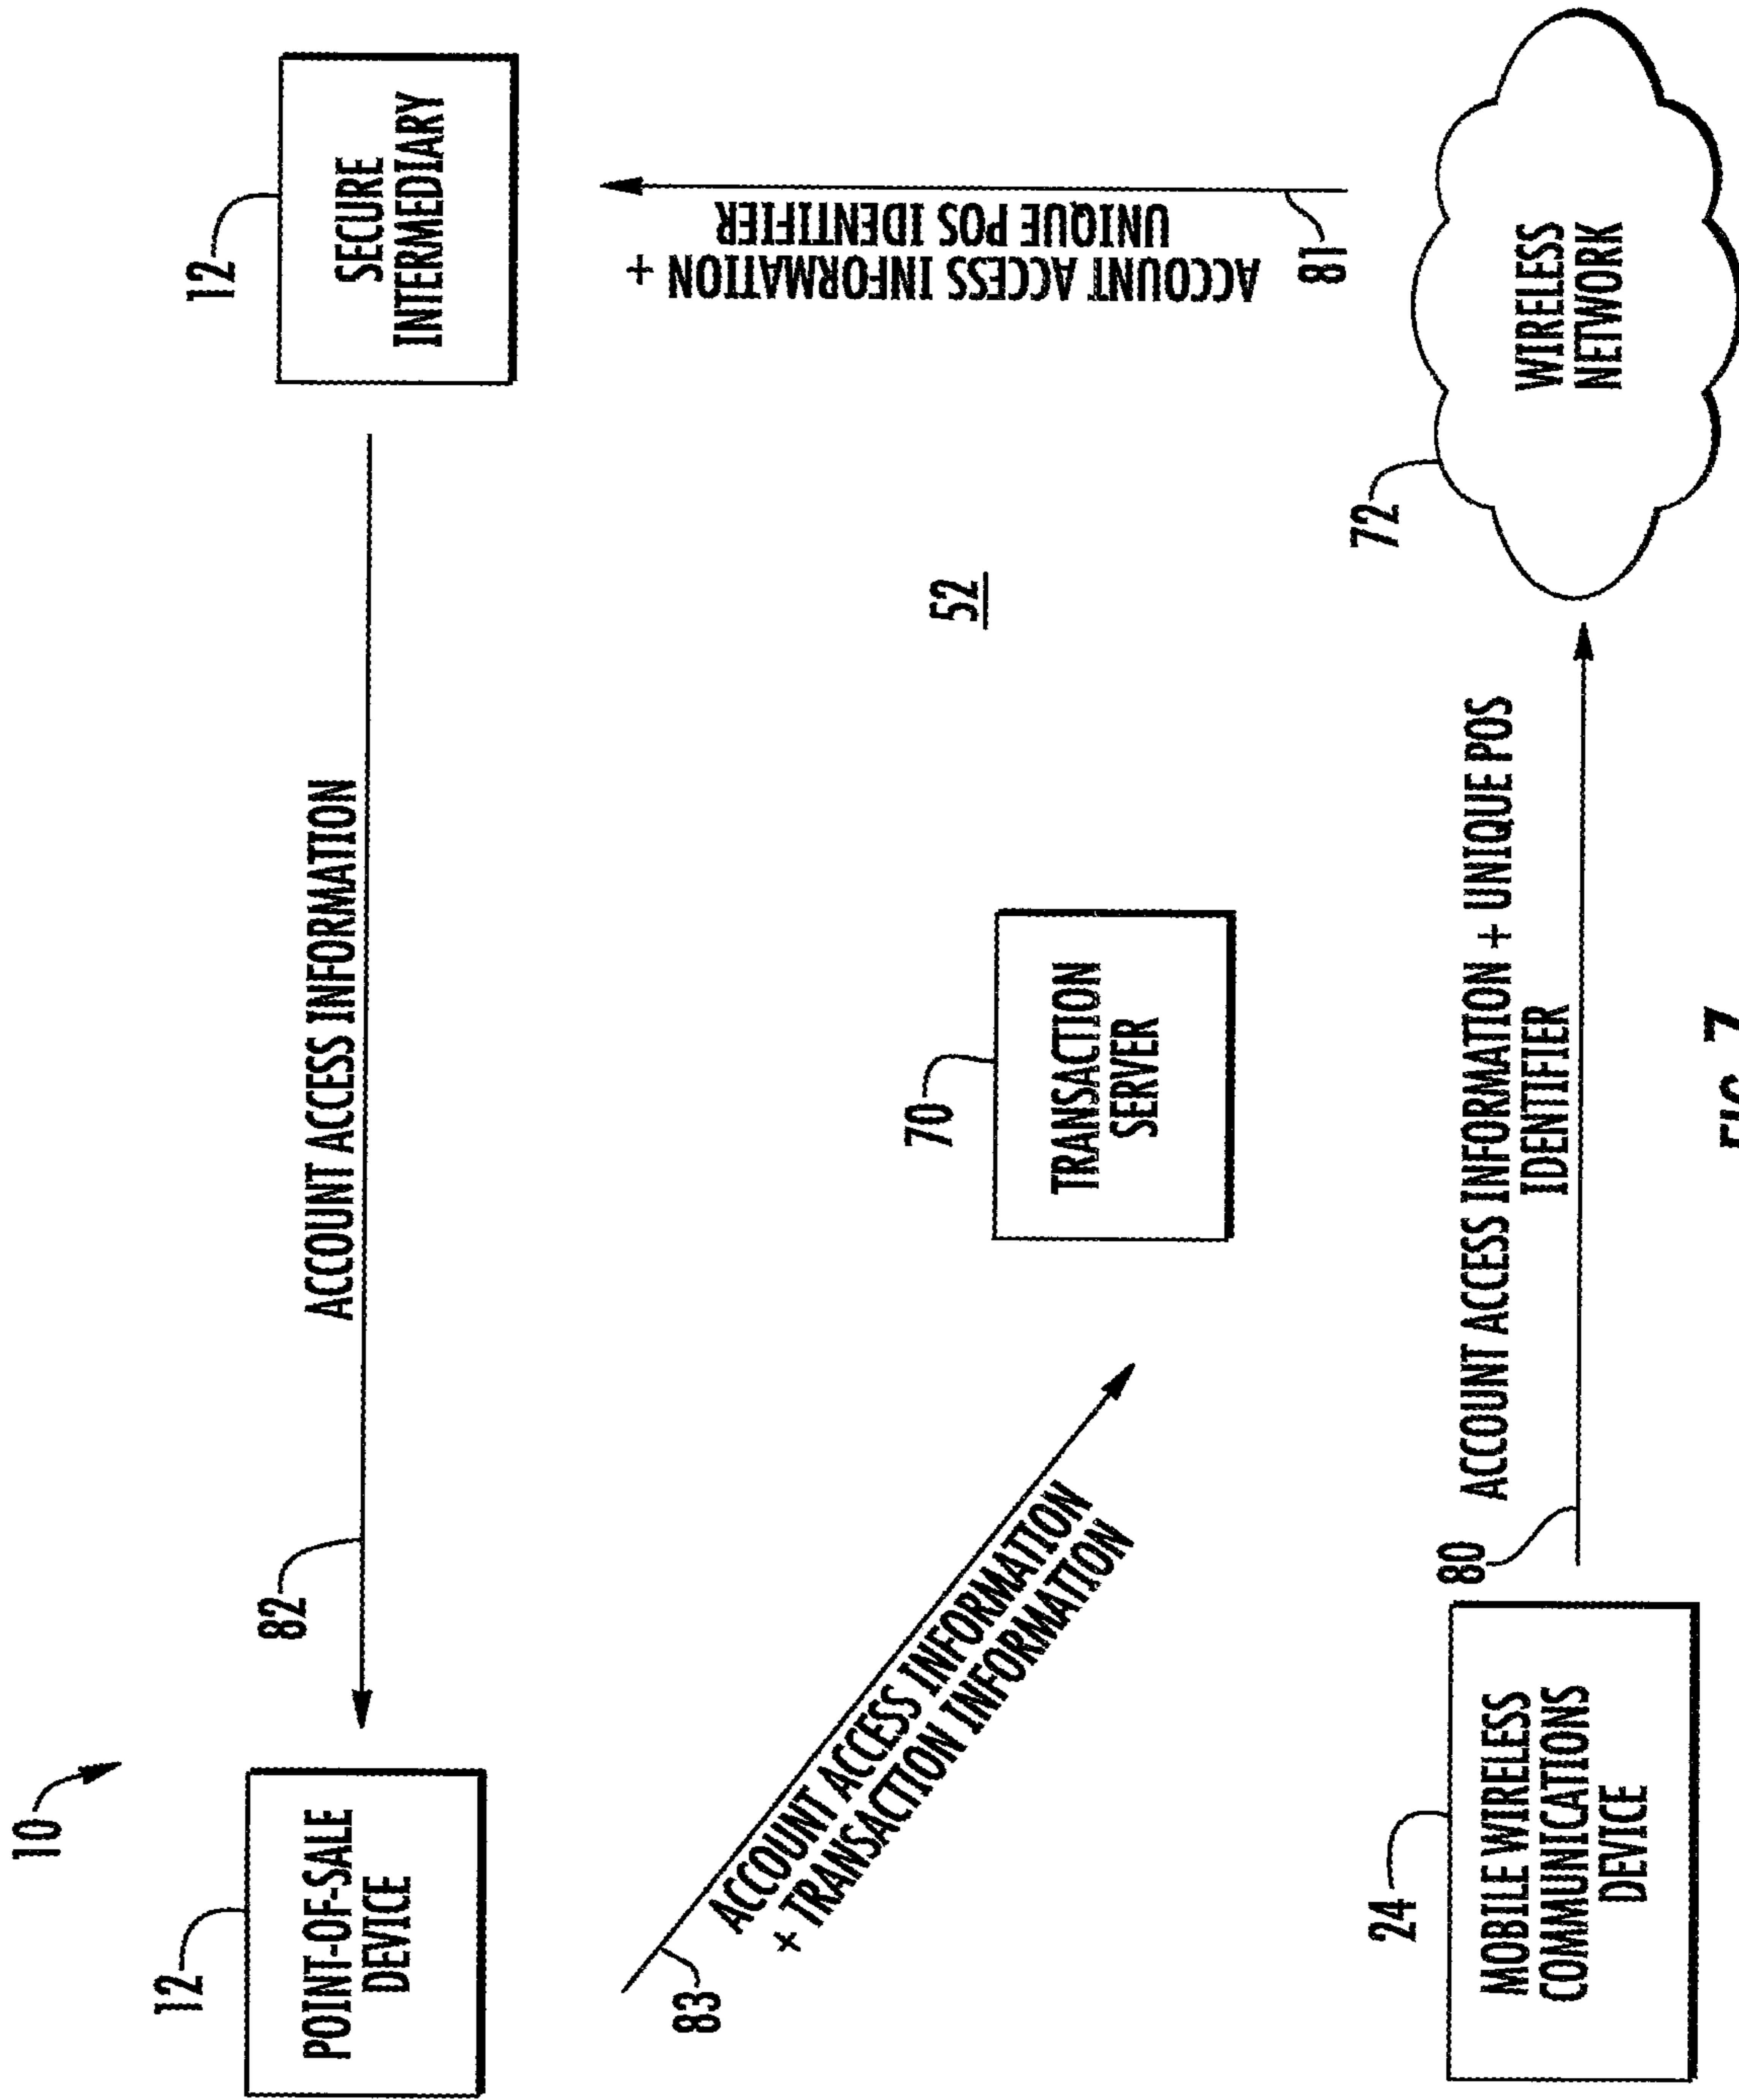 10
12
POINT-OF-SALE
DEVICE
82
ACCOUNT ACCESS INFORMATION
12
SECURE
INTERMEDIARY
83
ACCOUNT ACCESS INFORMATION
+ TRANSACTION INFORMATION
70
TRANSACTION
SERVER
52
ACCOUNT ACCESS INFORMATION +
UNIQUE POS IDENTIFIER
81
24
MOBILE WIRELESS
COMMUNICATIONS
DEVICE
80
ACCOUNT ACCESS INFORMATION + UNIQUE POS
IDENTIFIER
72
WIRELESS
NETWORK
FIG. 7